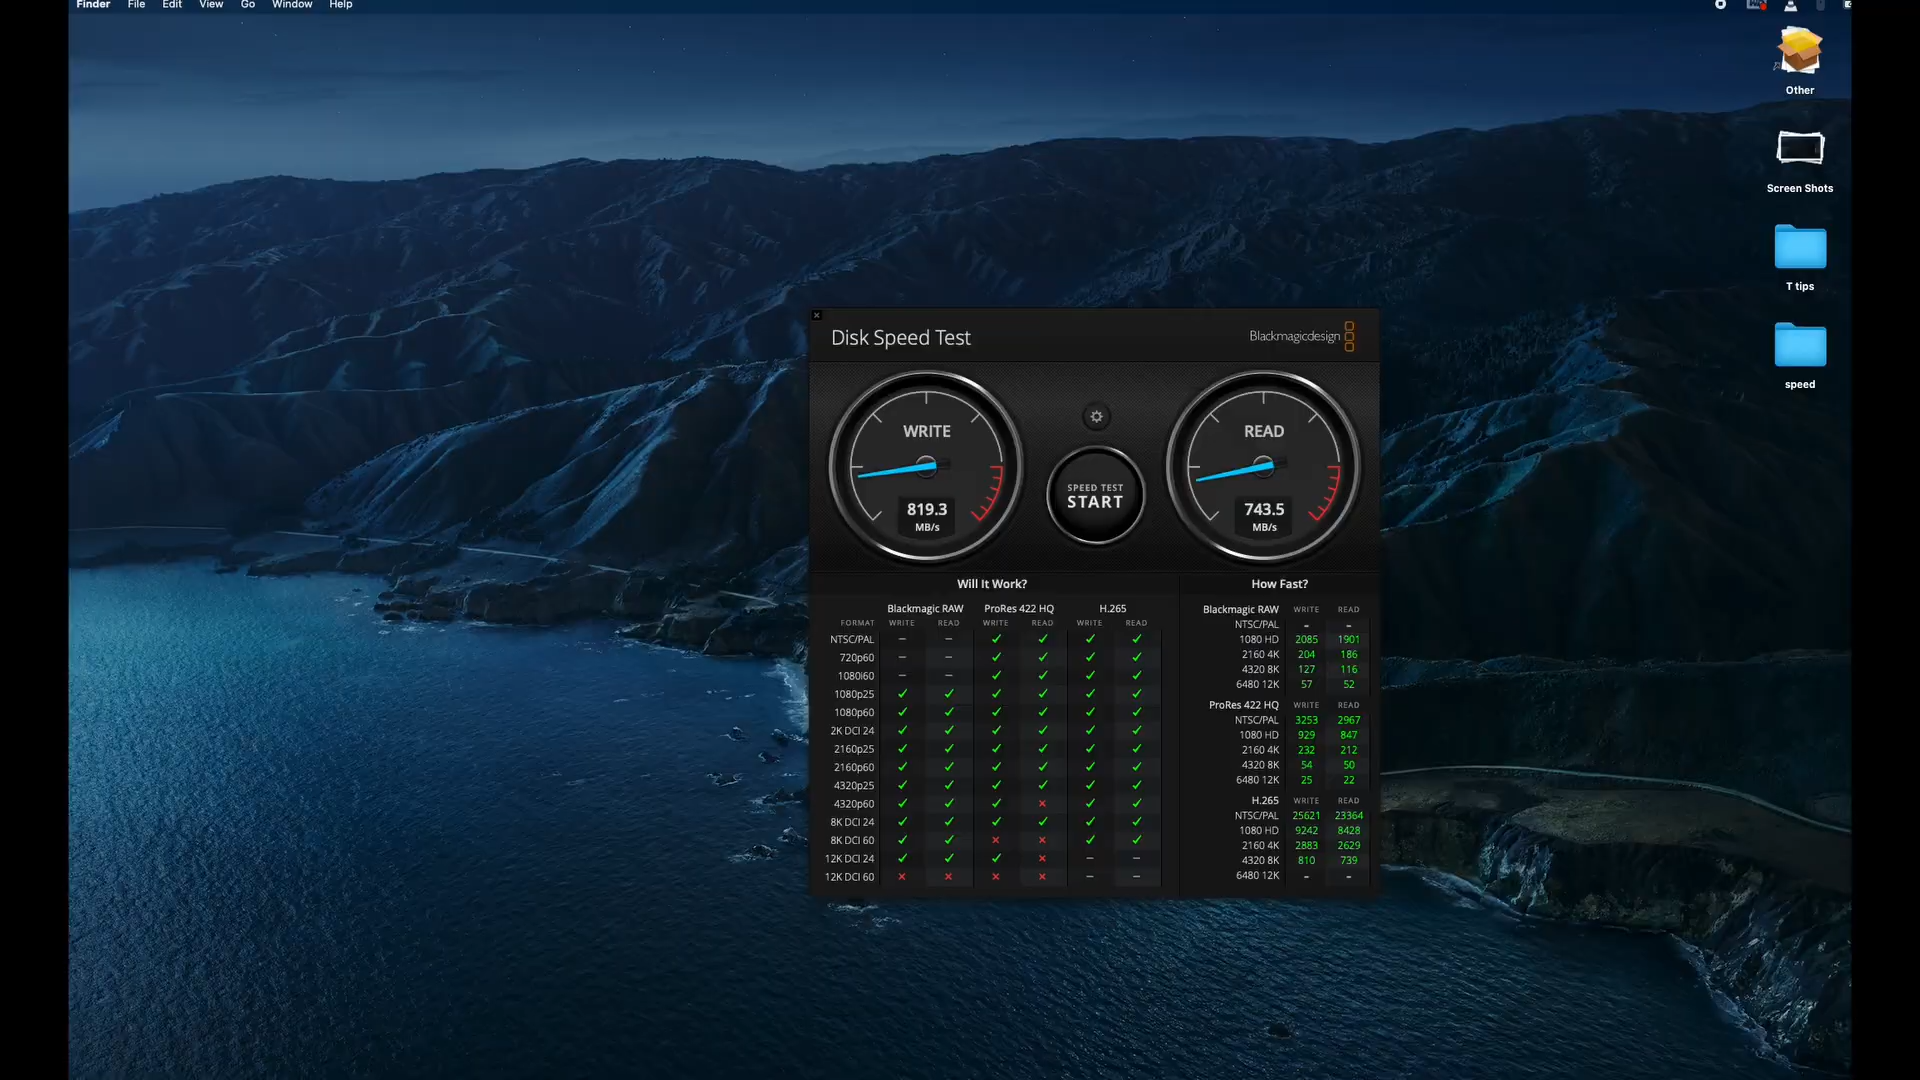 Finder File Edit View Go Window Help
Other
Screen Shots
T tips
speed
Disk Speed Test
Blackmagicdesign
WRITE
819.3
MB/s
SPEED TEST
START
READ
743.5
MB/s
Will It Work?
Blackmagic RAW ProRes 422 HQ H.265
FORMAT WRITE READ WRITE READ WRITE READ
NTSC/PAL – – ✓ ✓ ✓ ✓
720p60 – – ✓ ✓ ✓ ✓
1080i60 – – ✓ ✓ ✓ ✓
1080p25 ✓ ✓ ✓ ✓ ✓ ✓
1080p60 ✓ ✓ ✓ ✓ ✓ ✓
2K DCI 24 ✓ ✓ ✓ ✓ ✓ ✓
2160p25 ✓ ✓ ✓ ✓ ✓ ✓
2160p60 ✓ ✓ ✓ ✓ ✓ ✓
4320p25 ✓ ✓ ✓ ✓ ✓ ✓
4320p60 ✓ ✓ ✓ × ✓ ✓
8K DCI 24 ✓ ✓ ✓ ✓ ✓ ✓
8K DCI 60 ✓ ✓ × × ✓ ✓
12K DCI 24 ✓ ✓ ✓ × – –
12K DCI 60 × × × × – –
How Fast?
Blackmagic RAW WRITE READ
NTSC/PAL - -
1080 HD 2085 1901
2160 4K 204 186
4320 8K 127 116
6480 12K 57 52
ProRes 422 HQ WRITE READ
NTSC/PAL 3253 2967
1080 HD 929 847
2160 4K 232 212
4320 8K 54 50
6480 12K 25 22
H.265 WRITE READ
NTSC/PAL 25621 23364
1080 HD 9242 8428
2160 4K 2883 2629
4320 8K 810 739
6480 12K - -